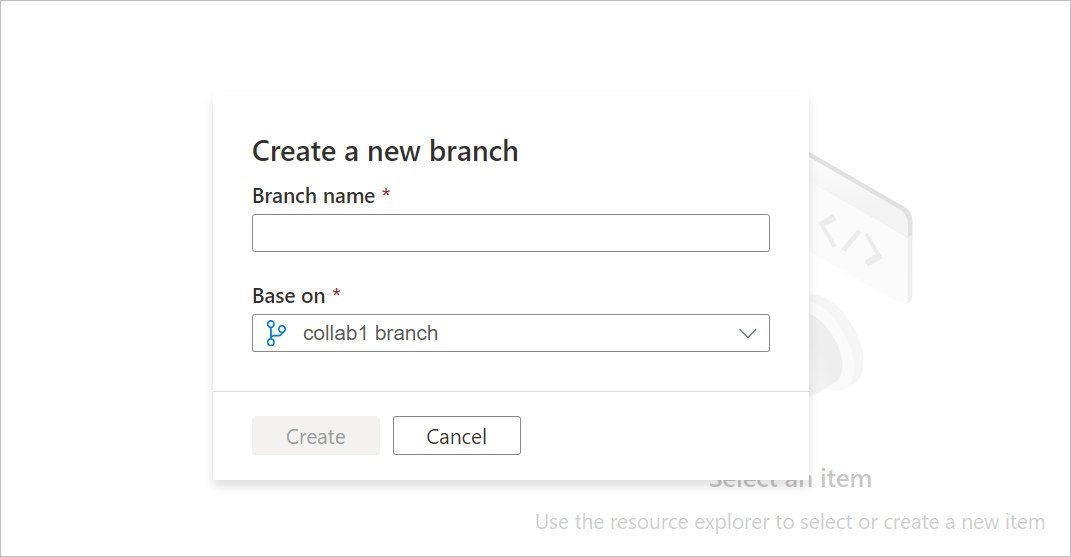 Create a new branch
Branch name *
Base on *
collab1 branch
Create
Cancel
Select an item
Use the resource explorer to select or create a new item